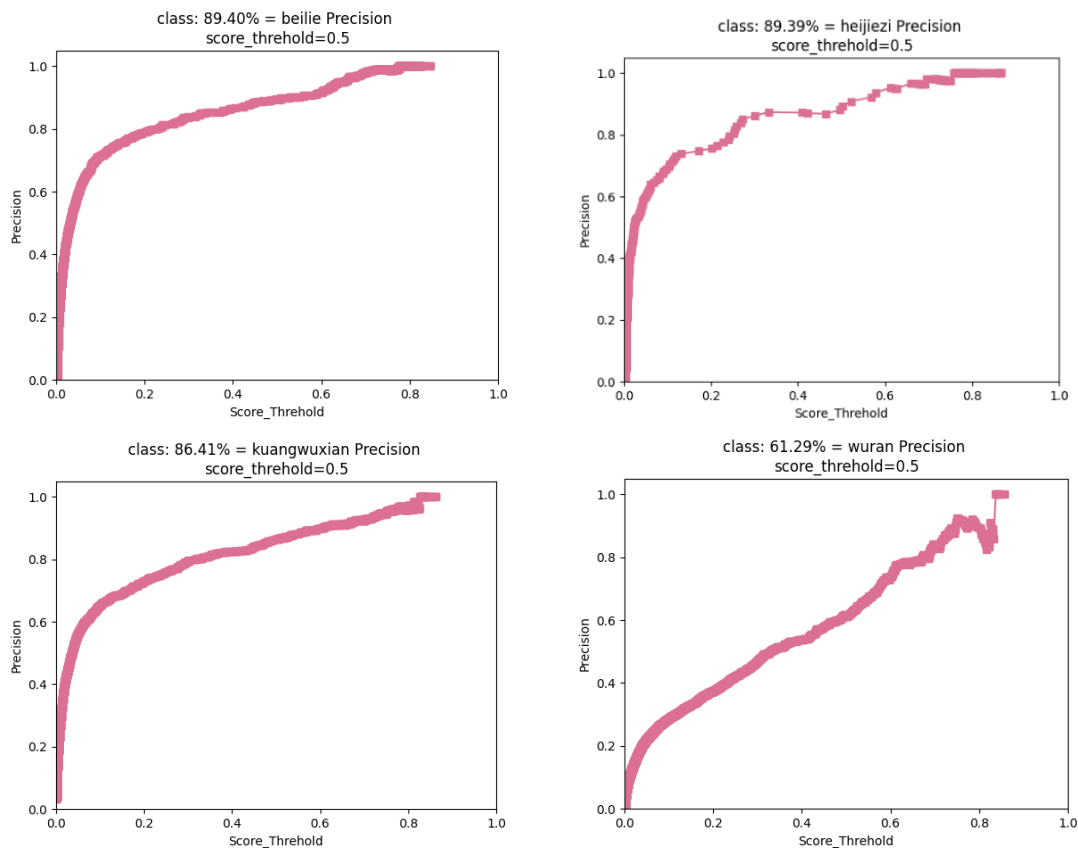 class: 89.40% = beilie Precision
score_threhold=0.5
Precision
1.0
0.8
0.6
0.4
0.2
0.0
0.0 0.2 0.4 0.6 0.8 1.0
Score_Threhold
class: 89.39% = heijiezi Precision
score_threhold=0.5
Precision
1.0
0.8
0.6
0.4
0.2
0.0
0.0 0.2 0.4 0.6 0.8 1.0
Score_Threhold
class: 86.41% = kuangwuxian Precision
score_threhold=0.5
Precision
1.0
0.8
0.6
0.4
0.2
0.0
0.0 0.2 0.4 0.6 0.8 1.0
Score_Threhold
class: 61.29% = wuran Precision
score_threhold=0.5
Precision
1.0
0.8
0.6
0.4
0.2
0.0
0.0 0.2 0.4 0.6 0.8 1.0
Score_Threhold